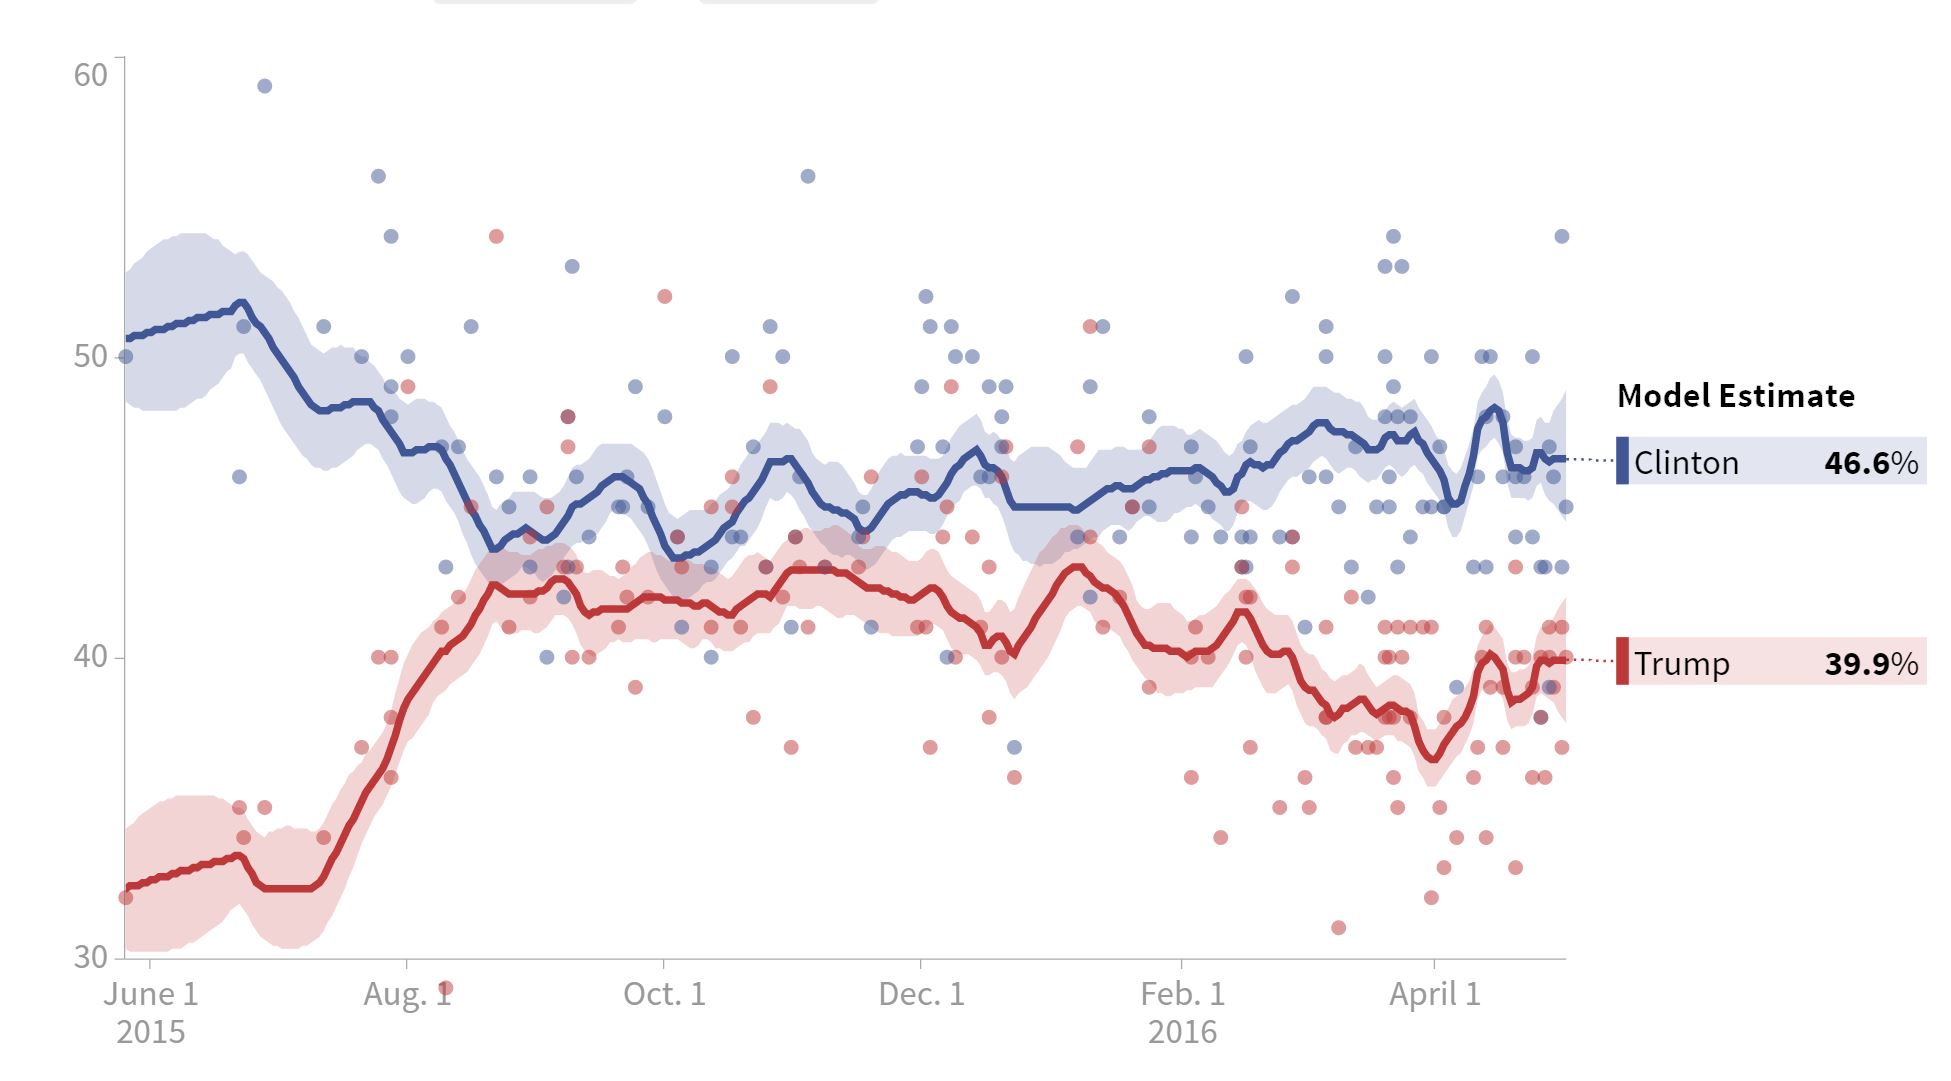 60
50
40
30
June 1
2015
Aug. 1
Oct. 1
Dec. 1
Feb. 1
2016
April 1
Model Estimate
Clinton 46.6%
Trump 39.9%